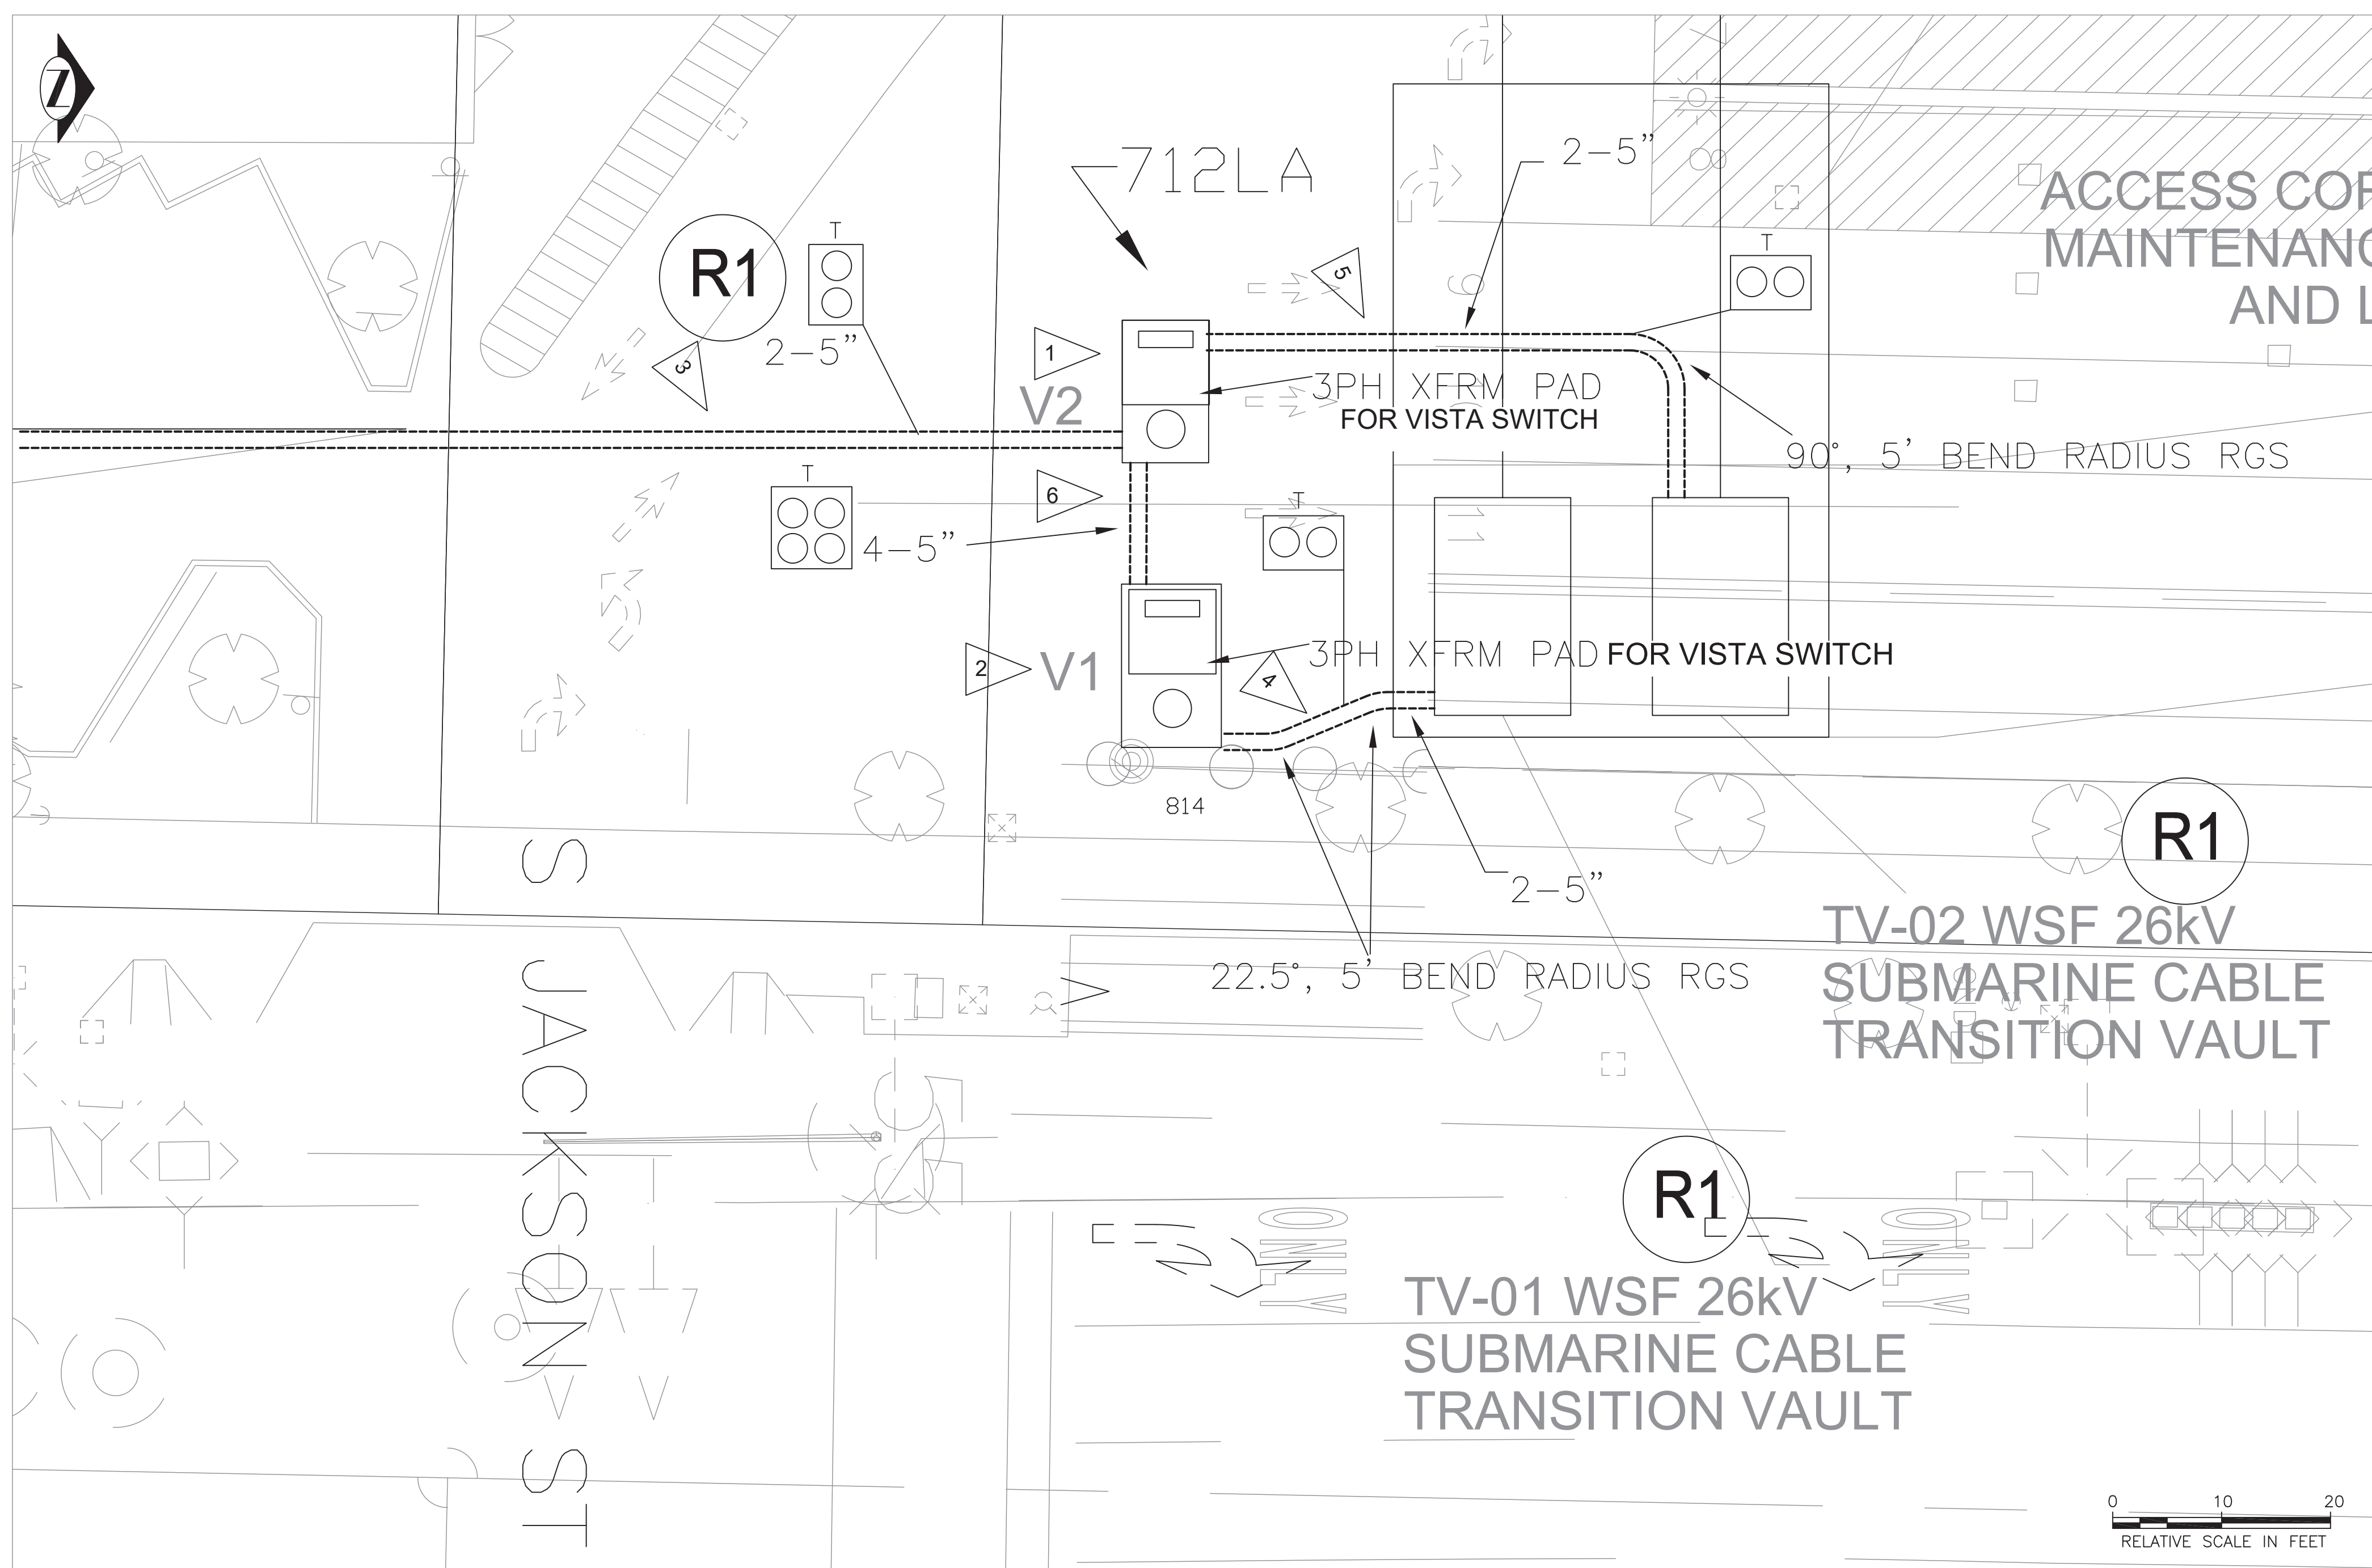 Z
712LA
2-5"
ACCESS COR
MAINTENANC
AND L
T
R1
2-5"
T
5
3
1
V2
3PH XFRM PAD
FOR VISTA SWITCH
90°, 5' BEND RADIUS RGS
T
4-5"
6
T
2
V1
3PH XFRM PAD FOR VISTA SWITCH
4
814
2-5"
22.5°, 5' BEND RADIUS RGS
R1
TV-02 WSF 26kV
SUBMARINE CABLE
TRANSITION VAULT
S JACKSON ST
ONLY
ONLY
R1
TV-01 WSF 26kV
SUBMARINE CABLE
TRANSITION VAULT
0 10 20
RELATIVE SCALE IN FEET